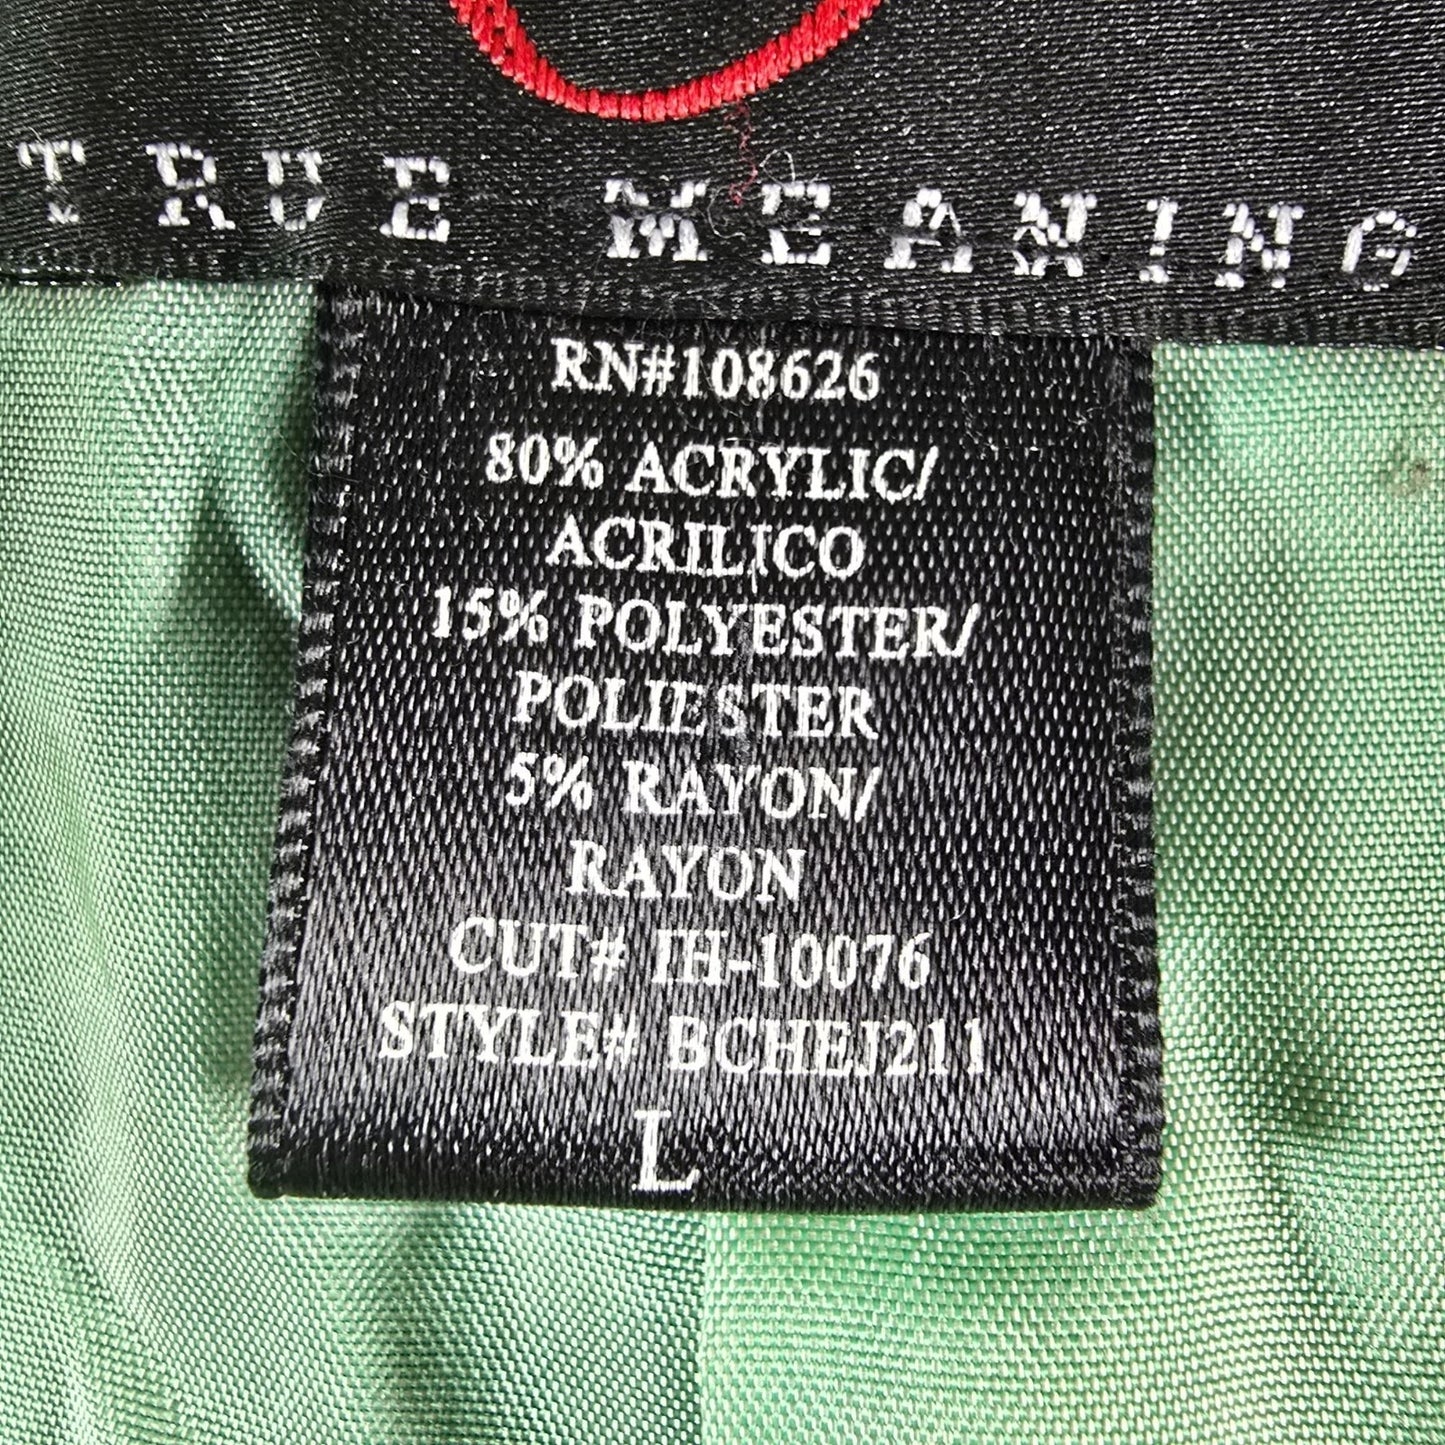 TRUE MEANING
RN#108626
80% ACRYLIC/
ACRILICO
15% POLYESTER/
POLIESTER
5% RAYON/
RAYON
CUT# IH-10076
STYLE# BCHEJ211
L